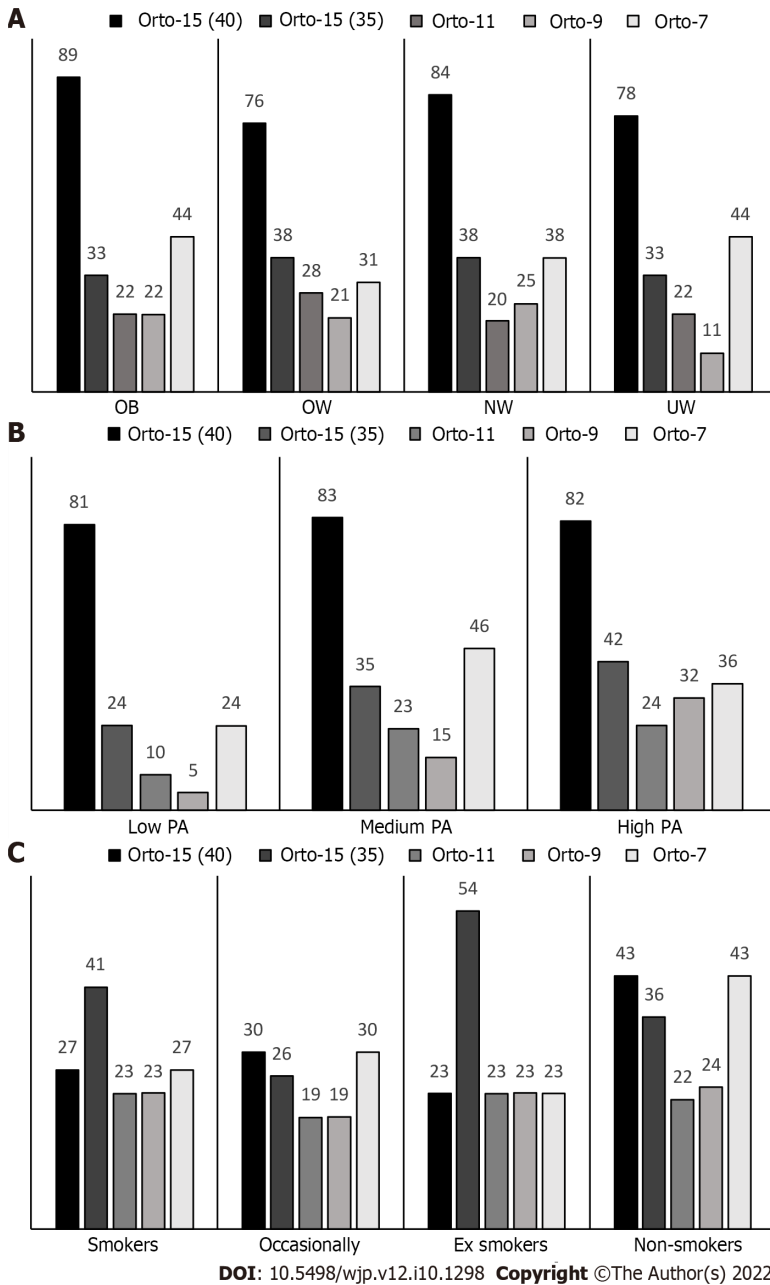 A
Orto-15 (40) Orto-15 (35) Orto-11 Orto-9 Orto-7
89 33 22 22 44 76 38 28 21 31 84 38 20 25 38 78 33 22 11 44
OB OW NW UW
B
Orto-15 (40) Orto-15 (35) Orto-11 Orto-9 Orto-7
81 24 10 5 24 83 35 23 15 46 82 42 24 32 36
Low PA Medium PA High PA
C
Orto-15 (40) Orto-15 (35) Orto-11 Orto-9 Orto-7
27 41 23 23 27 30 26 19 19 30 23 54 23 23 23 43 36 22 24 43
Smokers Occasionally Ex smokers Non-smokers
DOI: 10.5498/wjp.v12.i10.1298 Copyright ©The Author(s) 2022